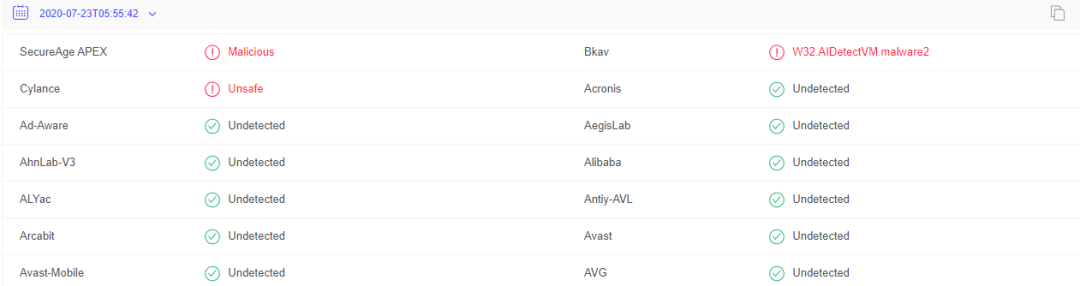 2020-07-23T05:55:42
SecureAge APEX Malicious Bkav W32.AIDetectVM.malware2
Cylance Unsafe Acronis Undetected
Ad-Aware Undetected AegisLab Undetected
AhnLab-V3 Undetected Alibaba Undetected
ALYac Undetected Antiy-AVL Undetected
Arcabit Undetected Avast Undetected
Avast-Mobile Undetected AVG Undetected